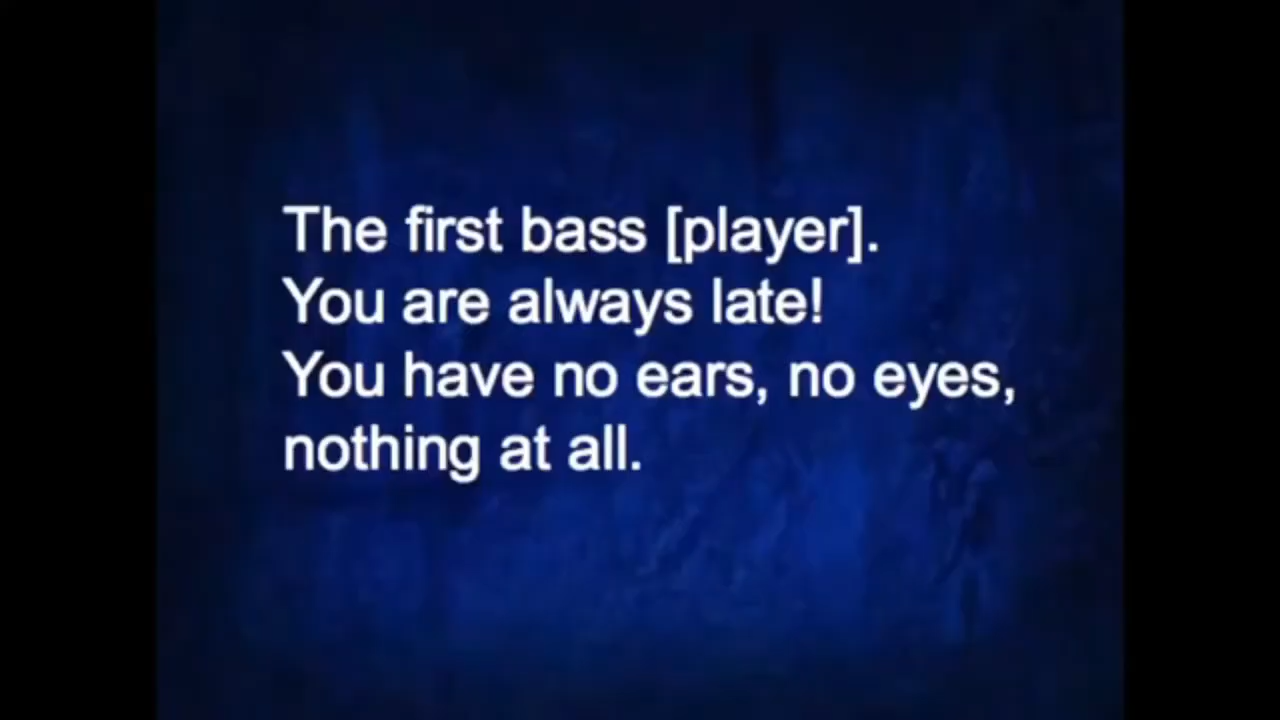 The first bass [player].
You are always late!
You have no ears, no eyes,
nothing at all.